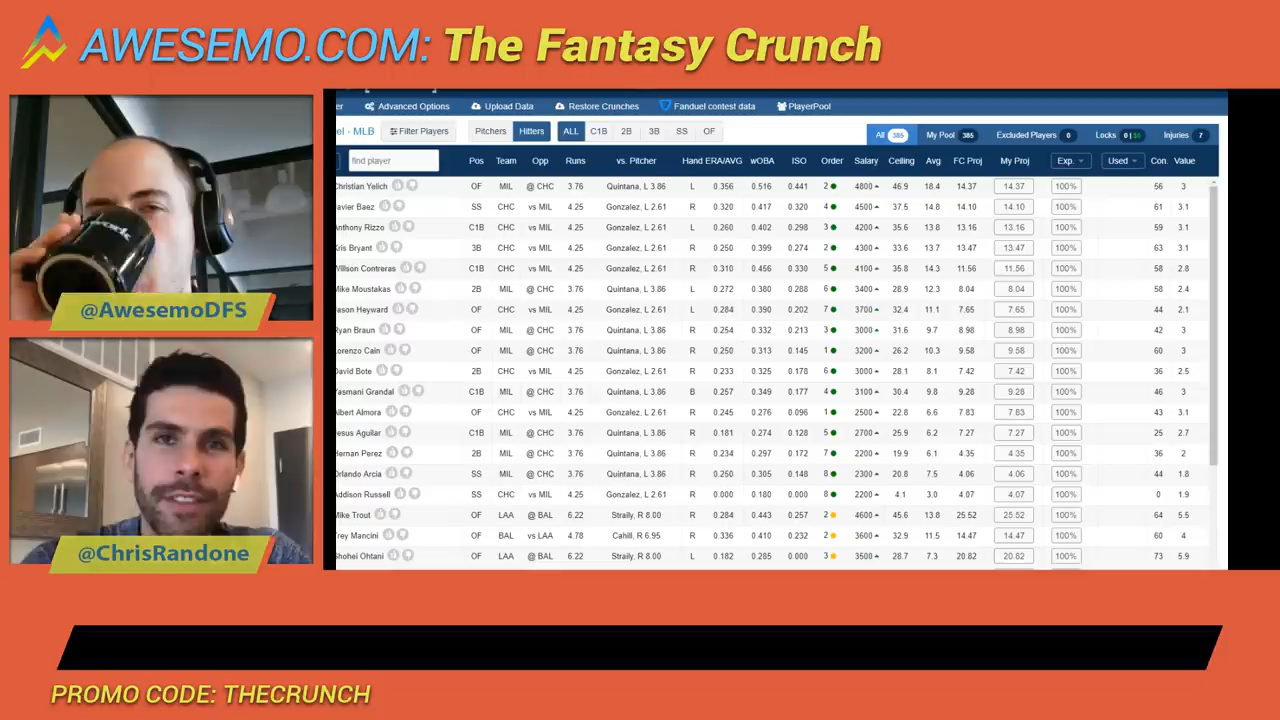 AWESEMO.COM: The Fantasy Crunch
er Advanced Options Upload Data Restore Crunches Fanduel contest data PlayerPool
el - MLB Filter Players Pitchers Hitters ALL C1B 2B 3B SS OF All 385 My Pool 385 Excluded Players 0 Locks 0 | $5 Injuries 7
find player Pos Team Opp Runs vs. Pitcher Hand ERA/AVG wOBA ISO Order Salary Ceiling Avg FC Proj My Proj Exp. Used Con. Value
Christian Yelich OF MIL @ CHC 3.76 Quintana, L 3.86 L 0.356 0.516 0.441 2 4800 46.9 18.4 14.37 14.37 100% 56 3
Javier Baez SS CHC vs MIL 4.25 Gonzalez, L 2.61 R 0.320 0.417 0.320 4 4500 37.5 14.8 14.10 14.10 100% 61 3.1
Anthony Rizzo C1B CHC vs MIL 4.25 Gonzalez, L 2.61 L 0.260 0.402 0.298 3 4200 35.6 13.8 13.16 13.16 100% 59 3.1
Kris Bryant 3B CHC vs MIL 4.25 Gonzalez, L 2.61 R 0.250 0.399 0.274 2 4300 33.6 13.7 13.47 13.47 100% 63 3.1
Willson Contreras C1B CHC vs MIL 4.25 Gonzalez, L 2.61 R 0.310 0.456 0.330 5 4100 35.8 14.3 11.56 11.56 100% 58 2.8
Mike Moustakas 2B MIL @ CHC 3.76 Quintana, L 3.86 L 0.272 0.380 0.288 6 3400 28.9 12.3 8.04 8.04 100% 58 2.4
Jason Heyward OF CHC vs MIL 4.25 Gonzalez, L 2.61 L 0.284 0.390 0.202 7 3700 32.4 11.1 7.65 7.65 100% 44 2.1
Ryan Braun OF MIL @ CHC 3.76 Quintana, L 3.86 R 0.254 0.332 0.213 3 3000 31.6 9.7 8.98 8.98 100% 42 3
Lorenzo Cain OF MIL @ CHC 3.76 Quintana, L 3.86 R 0.250 0.313 0.145 1 3200 26.2 10.3 9.58 9.58 100% 60 3
David Bote 2B CHC vs MIL 4.25 Gonzalez, L 2.61 R 0.233 0.325 0.178 6 3000 28.1 8.1 7.42 7.42 100% 36 2.5
Yasmani Grandal C1B MIL @ CHC 3.76 Quintana, L 3.86 B 0.257 0.349 0.177 4 3100 30.4 9.8 9.28 9.28 100% 46 3
Albert Almora OF CHC vs MIL 4.25 Gonzalez, L 2.61 R 0.245 0.276 0.096 1 2500 22.8 6.6 7.83 7.83 100% 43 3.1
Jesus Aguilar C1B MIL @ CHC 3.76 Quintana, L 3.86 R 0.181 0.274 0.128 5 2700 25.9 6.2 7.27 7.27 100% 25 2.7
Hernan Perez 2B MIL @ CHC 3.76 Quintana, L 3.86 R 0.234 0.297 0.172 7 2200 19.9 6.1 4.35 4.35 100% 36 2
Orlando Arcia SS MIL @ CHC 3.76 Quintana, L 3.86 R 0.250 0.305 0.148 8 2300 20.8 7.5 4.06 4.06 100% 44 1.8
Addison Russell SS CHC vs MIL 4.25 Gonzalez, L 2.61 R 0.000 0.180 0.000 8 2200 4.1 3.0 4.07 4.07 100% 0 1.9
Mike Trout OF LAA @ BAL 6.22 Straily, R 8.00 R 0.284 0.443 0.257 2 4600 45.6 13.8 25.52 25.52 100% 64 5.5
Trey Mancini OF BAL vs LAA 4.78 Cahill, R 6.95 R 0.336 0.410 0.232 2 3600 32.9 11.5 14.47 14.47 100% 60 4
Shohei Ohtani OF LAA @ BAL 6.22 Straily, R 8.00 L 0.182 0.285 0.000 3 3500 28.7 7.3 20.82 20.82 100% 73 5.9
@AwesemoDFS
@ChrisRandone
PROMO CODE: THECRUNCH